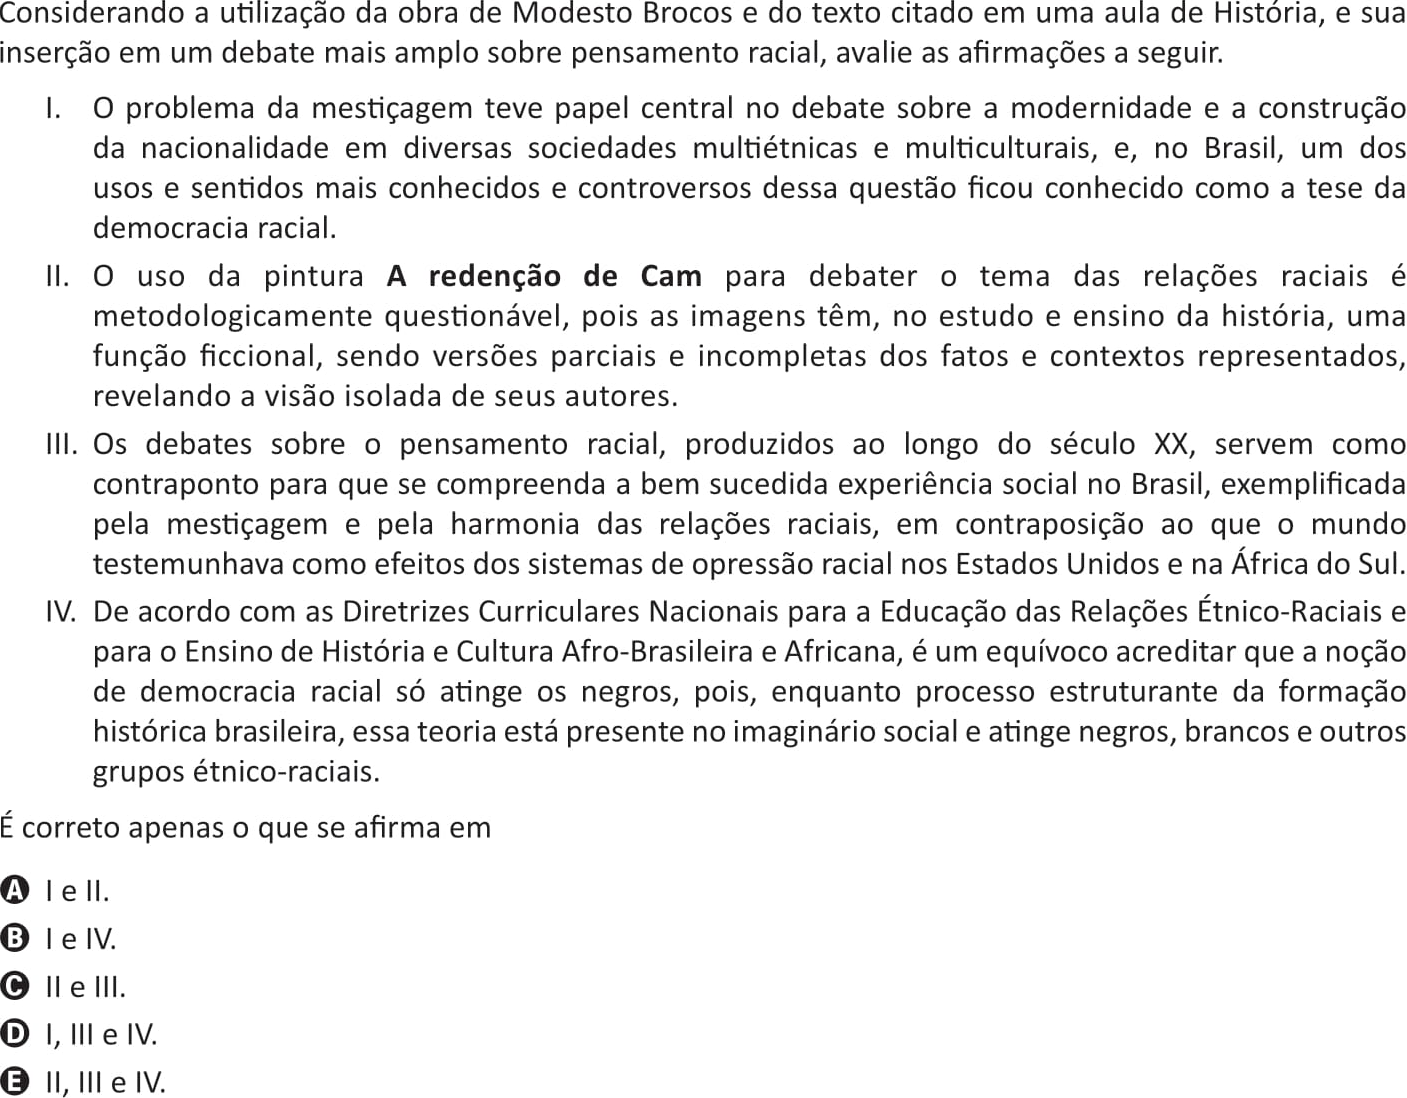 Considerando a utilização da obra de Modesto Brocos e do texto citado em uma aula de História, e sua
inserção em um debate mais amplo sobre pensamento racial, avalie as afirmações a seguir.
I. O problema da mestiçagem teve papel central no debate sobre a modernidade e a construção
da nacionalidade em diversas sociedades multiétnicas e multiculturais, e, no Brasil, um dos
usos e sentidos mais conhecidos e controversos dessa questão ficou conhecido como a tese da
democracia racial.
II. O uso da pintura A redenção de Cam para debater o tema das relações raciais é
metodologicamente questionável, pois as imagens têm, no estudo e ensino da história, uma
função ficcional, sendo versões parciais e incompletas dos fatos e contextos representados,
revelando a visão isolada de seus autores.
III. Os debates sobre o pensamento racial, produzidos ao longo do século XX, servem como
contraponto para que se compreenda a bem sucedida experiência social no Brasil, exemplificada
pela mestiçagem e pela harmonia das relações raciais, em contraposição ao que o mundo
testemunhava como efeitos dos sistemas de opressão racial nos Estados Unidos e na África do Sul.
IV. De acordo com as Diretrizes Curriculares Nacionais para a Educação das Relações Étnico-Raciais e
para o Ensino de História e Cultura Afro-Brasileira e Africana, é um equívoco acreditar que a noção
de democracia racial só atinge os negros, pois, enquanto processo estruturante da formação
histórica brasileira, essa teoria está presente no imaginário social e atinge negros, brancos e outros
grupos étnico-raciais.
É correto apenas o que se afirma em
A I e II.
B I e IV.
C II e III.
D I, III e IV.
E II, III e IV.